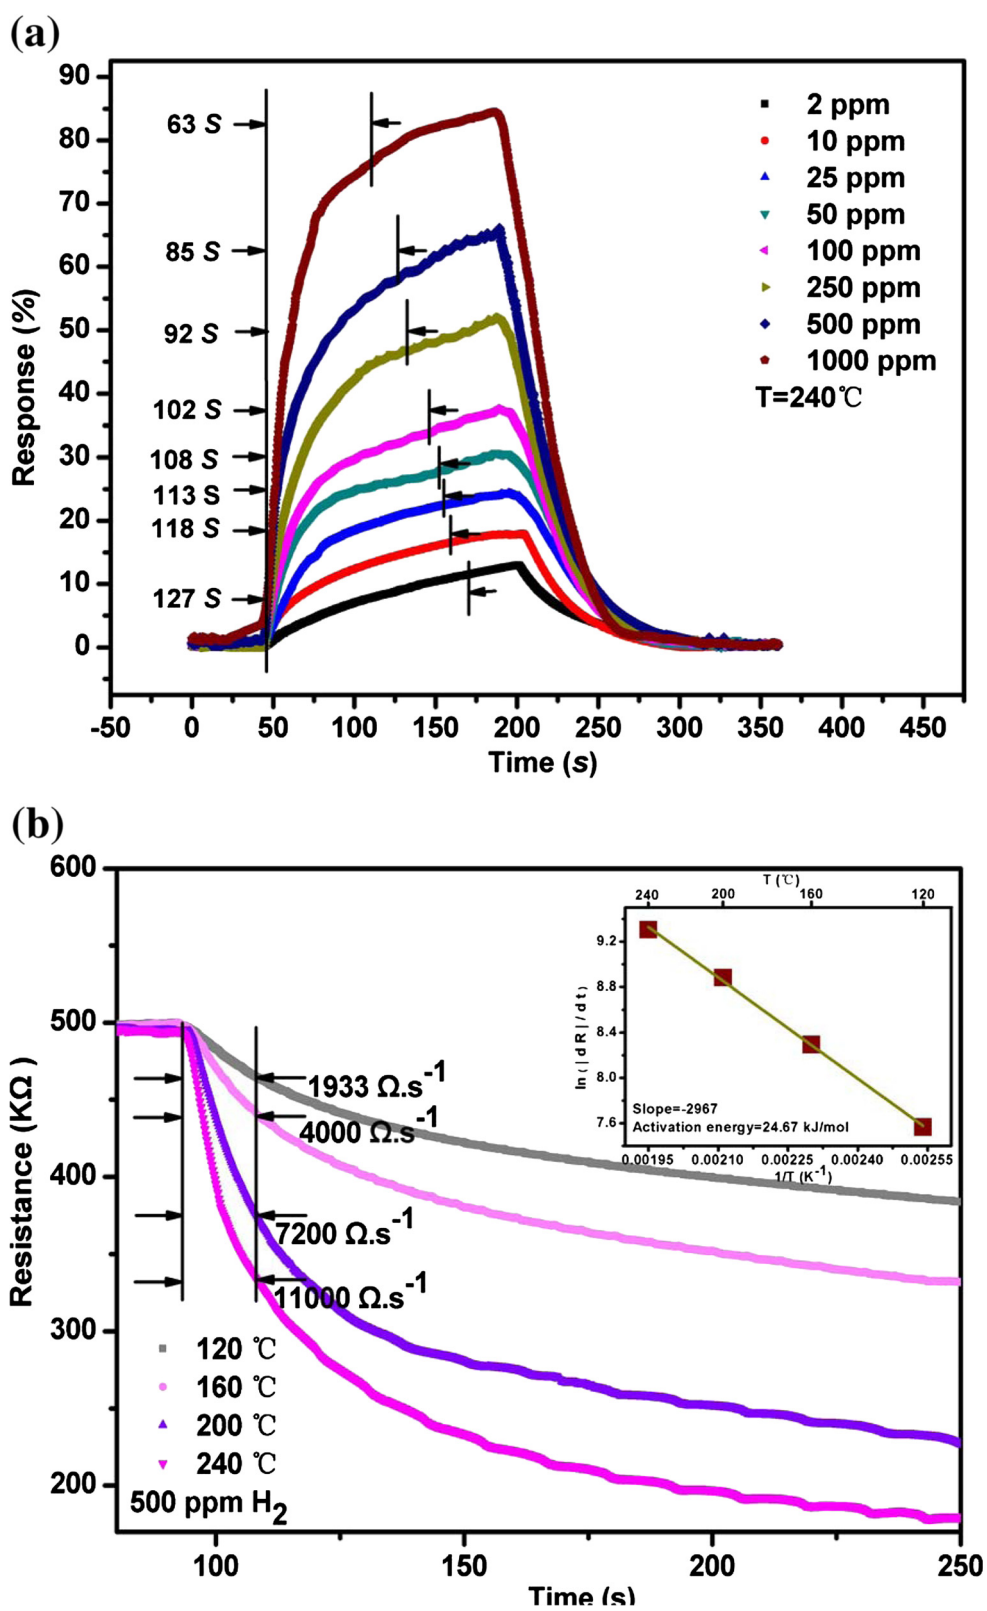 (a)
90
80
70
60
50
40
30
20
10
0
Response (%)
63 S
85 S
92 S
102 S
108 S
113 S
118 S
127 S
2 ppm
10 ppm
25 ppm
50 ppm
100 ppm
250 ppm
500 ppm
1000 ppm
T=240℃
-50 0 50 100 150 200 250 300 350 400 450
Time (s)
(b)
600
500
400
300
200
Resistance (KΩ)
1933 Ω.s-1
4000 Ω.s-1
7200 Ω.s-1
11000 Ω.s-1
120 ℃
160 ℃
200 ℃
240 ℃
500 ppm H2
T (℃)
240 200 160 120
9.2
8.8
8.4
8.0
7.6
ln(|dR|/dt)
Slope=-2967
Activation energy=24.67 kJ/mol
0.00195 0.00210 0.00225 0.00240 0.00255
1/T (K-1)
100 150 200 250
Time (s)